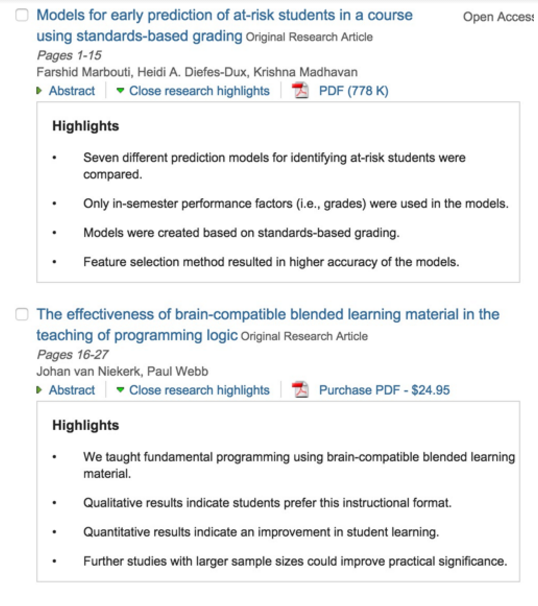 Models for early prediction of at-risk students in a course Open Access
using standards-based grading Original Research Article
Pages 1-15
Farshid Marbouti, Heidi A. Diefes-Dux, Krishna Madhavan
Abstract Close research highlights PDF (778 K)
Highlights
• Seven different prediction models for identifying at-risk students were
compared.
• Only in-semester performance factors (i.e., grades) were used in the models.
• Models were created based on standards-based grading.
• Feature selection method resulted in higher accuracy of the models.
The effectiveness of brain-compatible blended learning material in the
teaching of programming logic Original Research Article
Pages 16-27
Johan van Niekerk, Paul Webb
Abstract Close research highlights Purchase PDF - $24.95
Highlights
• We taught fundamental programming using brain-compatible blended learning
material.
• Qualitative results indicate students prefer this instructional format.
• Quantitative results indicate an improvement in student learning.
• Further studies with larger sample sizes could improve practical significance.